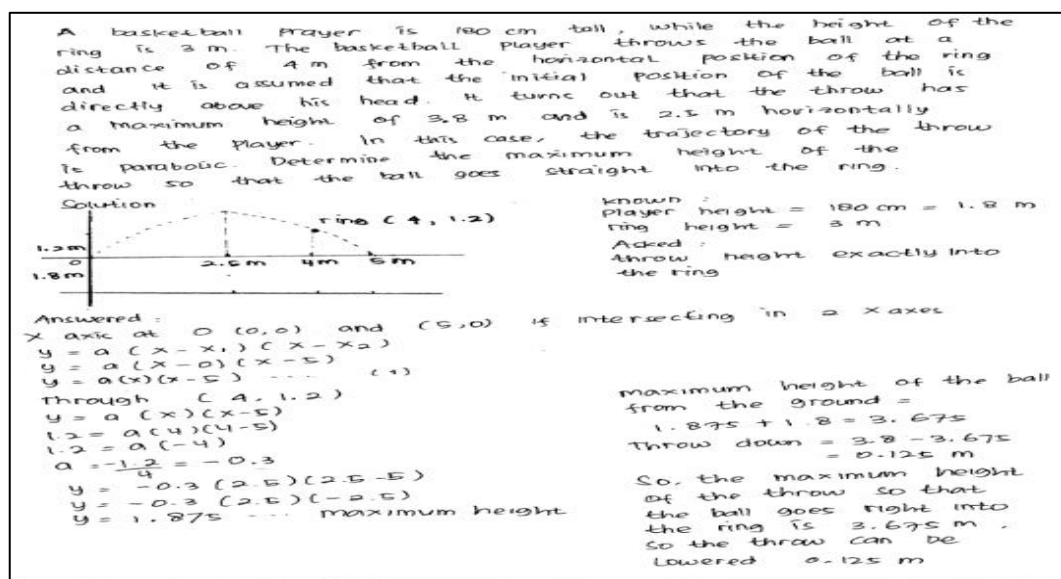 A basketball prayer is 180 cm tall, while the height of the
ring is 3 m. The basketball player throws the ball at a
distance of 4 m from the horizontal position of the ring
and it is assumed that the initial position of the ball is
directly above his head. It turns out that the throw has
a maximum height of 3.8 m and is 2.5 m horizontally
from the player. In this case, the trajectory of the throw
is parabolic. Determine the maximum height of the
throw so that the ball goes straight into the ring.
Solution
ring (4, 1.2)
1.2m
0
2.5m 4m 5m
1.8m
Known :
Player height = 180 cm = 1.8 m
ring height = 3 m
Asked :
throw height exactly into
the ring
Answered :
X axis at 0 (0,0) and (5,0) if intersecting in 2 x axes
y = a (x - x₁) (x - x₂)
y = a (x - 0) (x - 5)
y = a(x)(x-5) .... (1)
Through (4, 1.2)
y = a (x)(x-5)
1.2 = a(4)(4-5)
1.2 = a(-4)
a = -1.2/4 = -0.3
y = -0.3 (2.5)(2.5-5)
y = -0.3 (2.5)(-2.5)
y = 1.875 ... maximum height
maximum height of the ball
from the ground =
1.875 + 1.8 = 3.675
Throw down = 3.8 - 3.675
= 0.125 m
So, the maximum height
of the throw so that
the ball goes right into
the ring is 3.675 m.
So the throw can be
Lowered 0.125 m